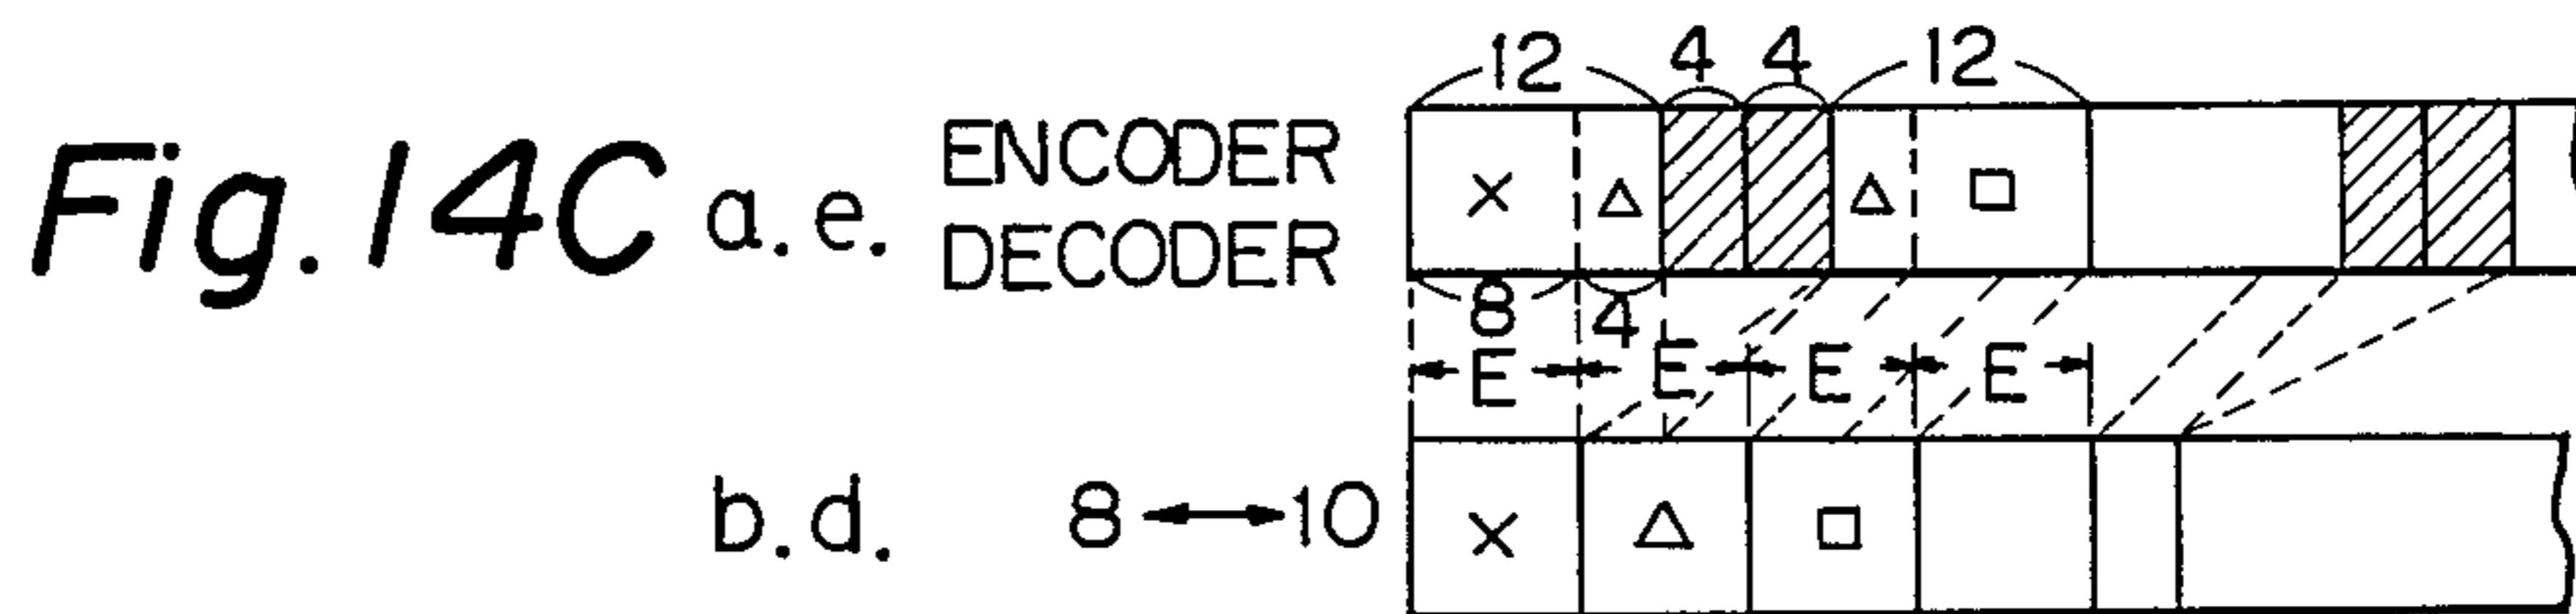 12 4 4 12
Fig. 14C a. e. ENCODER
DECODER
× △ △ □
8 4
E E E E
b. d. 8 ↔ 10
× △ □